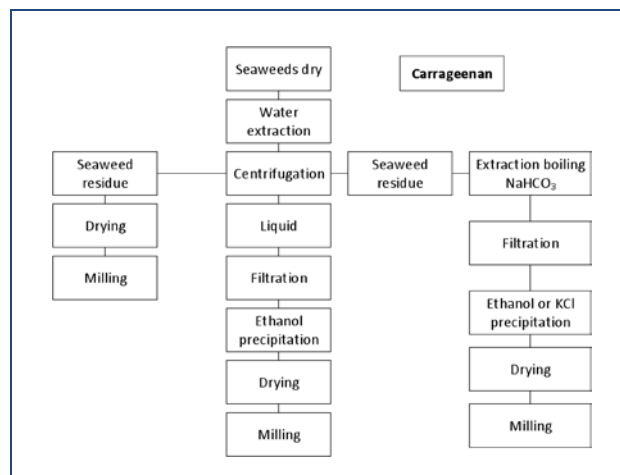 Seaweeds dry
Carrageenan
Water
extraction
Seaweed
residue
Centrifugation
Seaweed
residue
Extraction boiling
NaHCO₃
Drying
Liquid
Filtration
Milling
Filtration
Ethanol
precipitation
Ethanol or KCl
precipitation
Drying
Drying
Milling
Milling